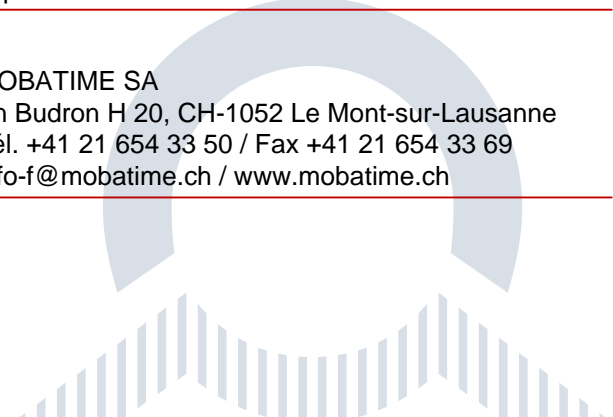 OBATIME SA
n Budron H 20, CH-1052 Le Mont-sur-Lausanne
él. +41 21 654 33 50 / Fax +41 21 654 33 69
fo-f@mobatime.ch / www.mobatime.ch